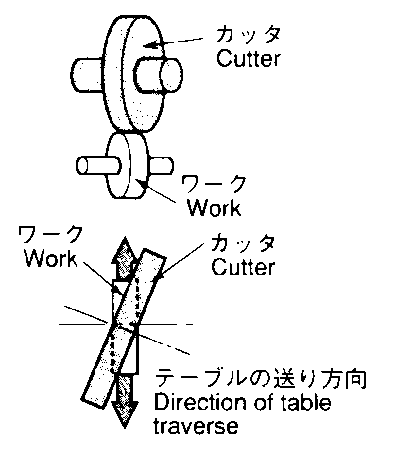 カッタ
Cutter
ワーク
Work
ワーク
Work
カッタ
Cutter
テーブルの送り方向
Direction of table
traverse